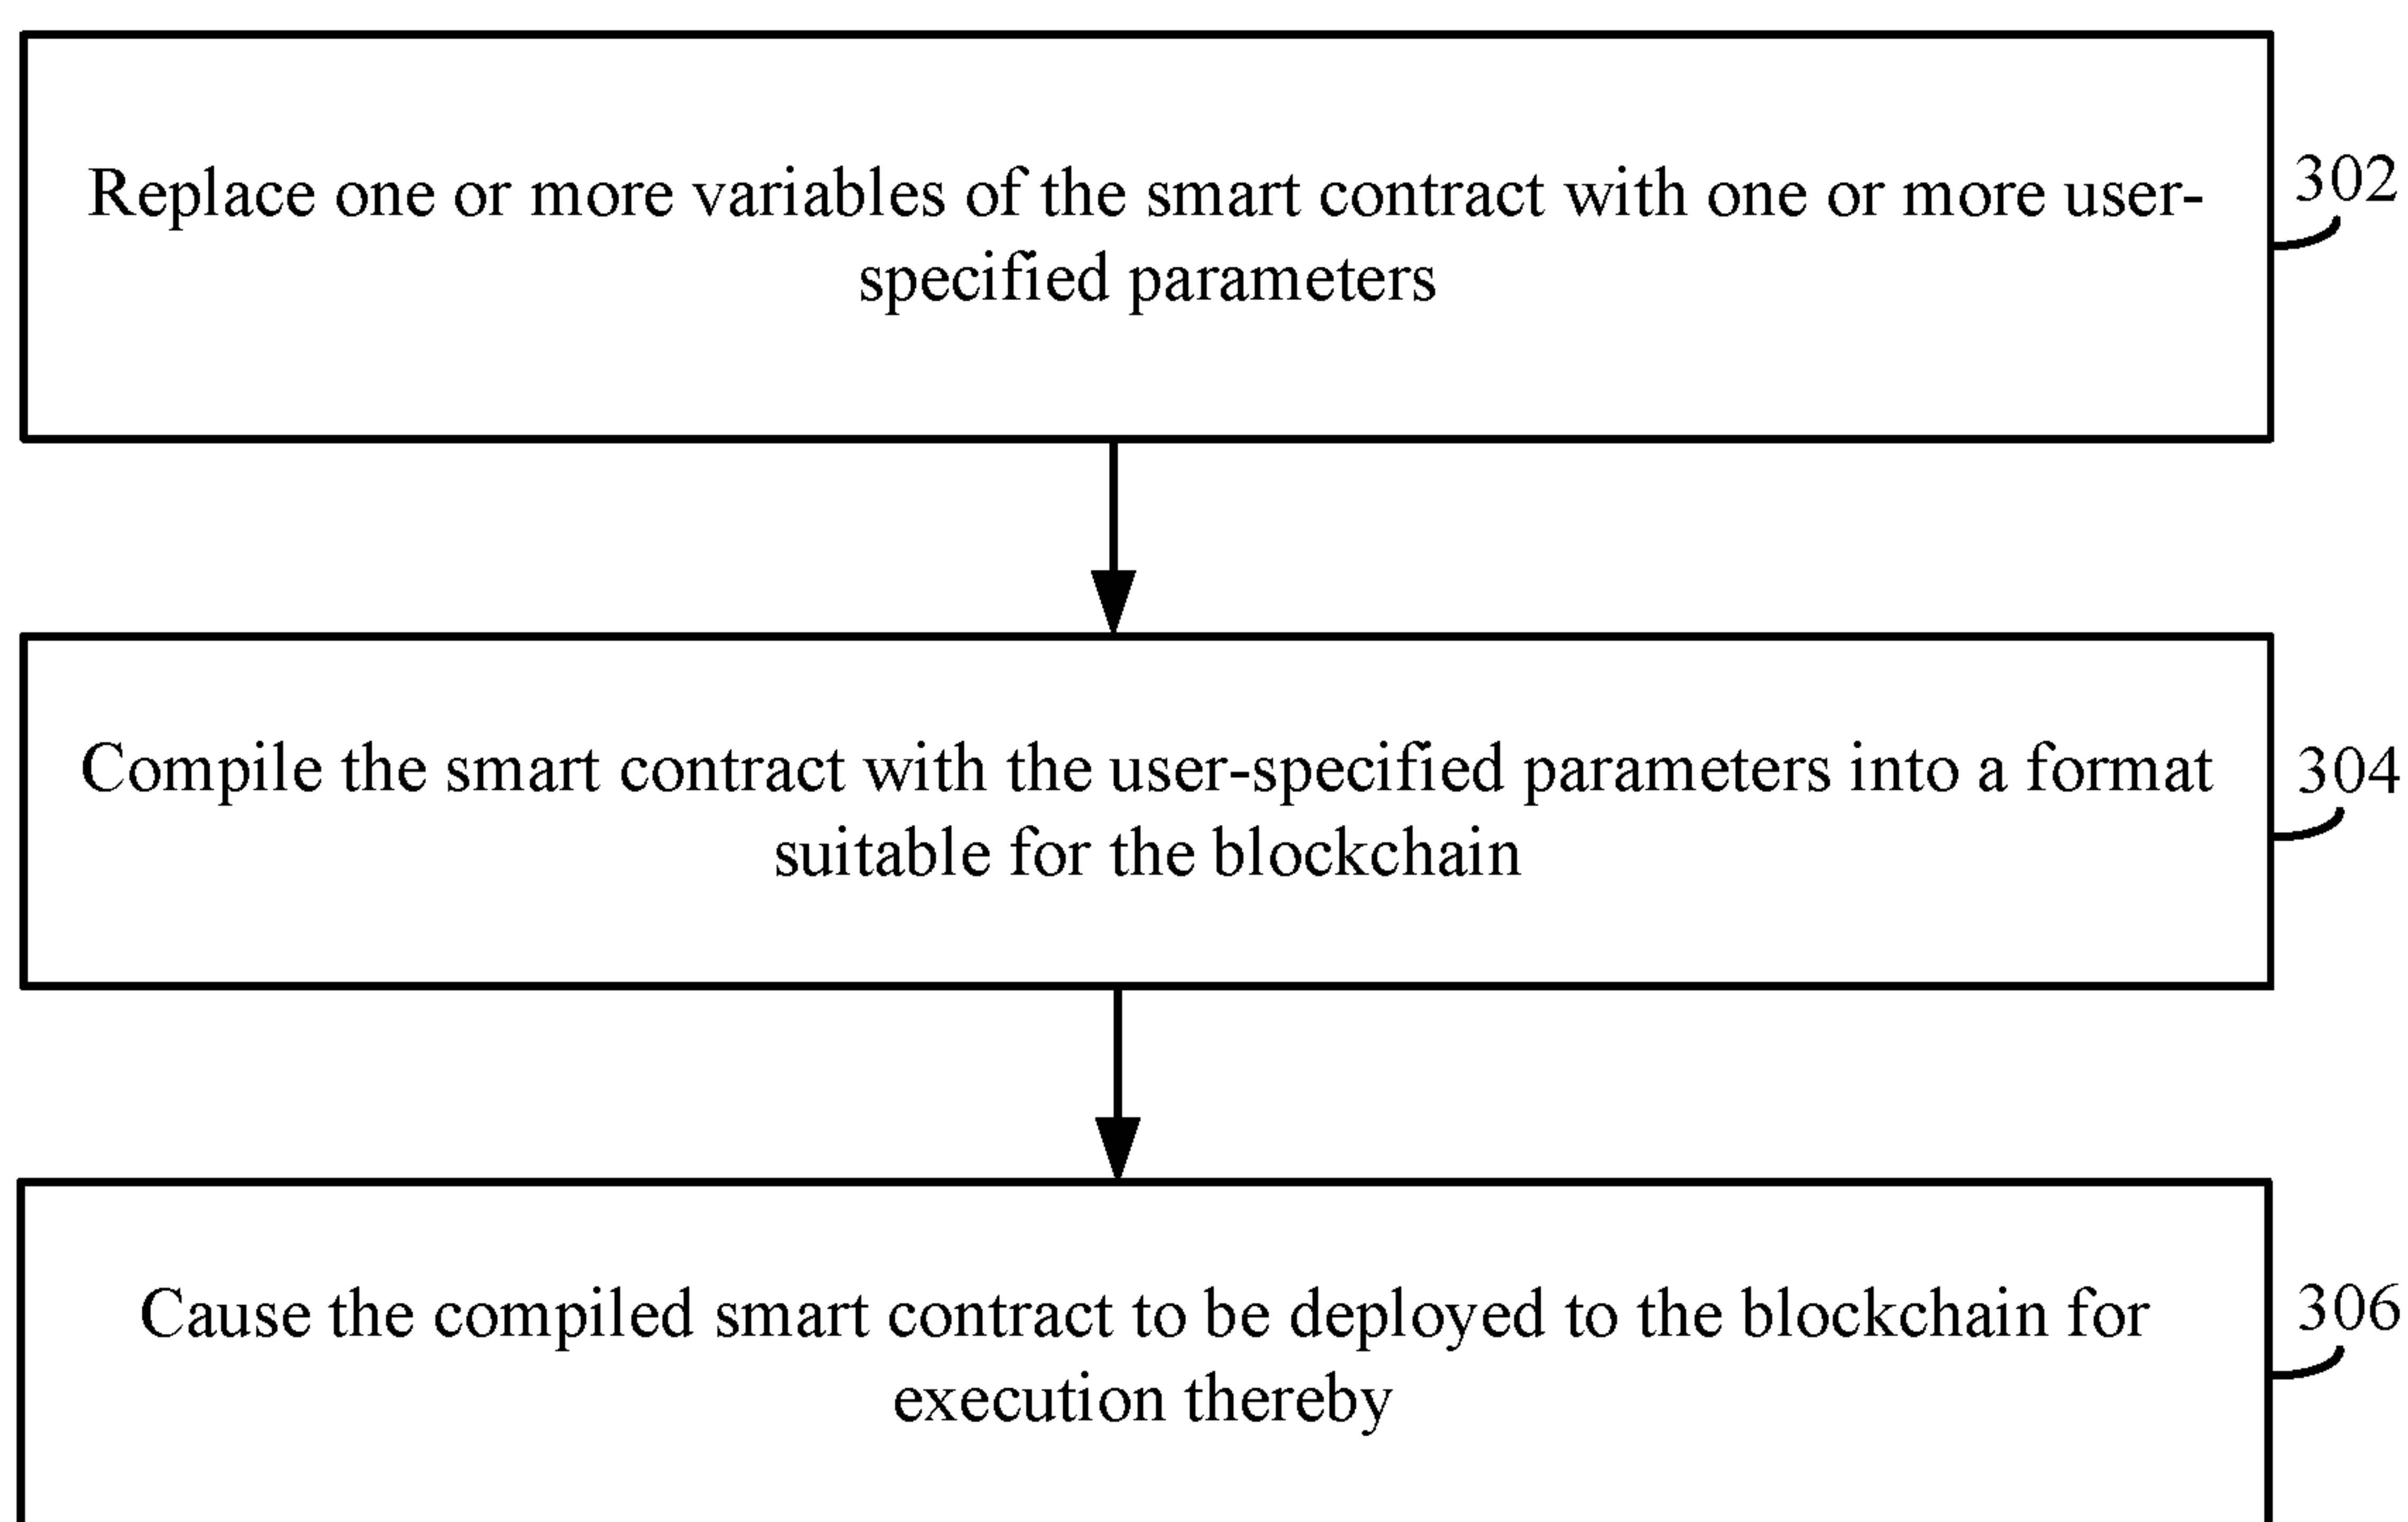 Replace one or more variables of the smart contract with one or more user-
specified parameters
302
Compile the smart contract with the user-specified parameters into a format
suitable for the blockchain
304
Cause the compiled smart contract to be deployed to the blockchain for
execution thereby
306